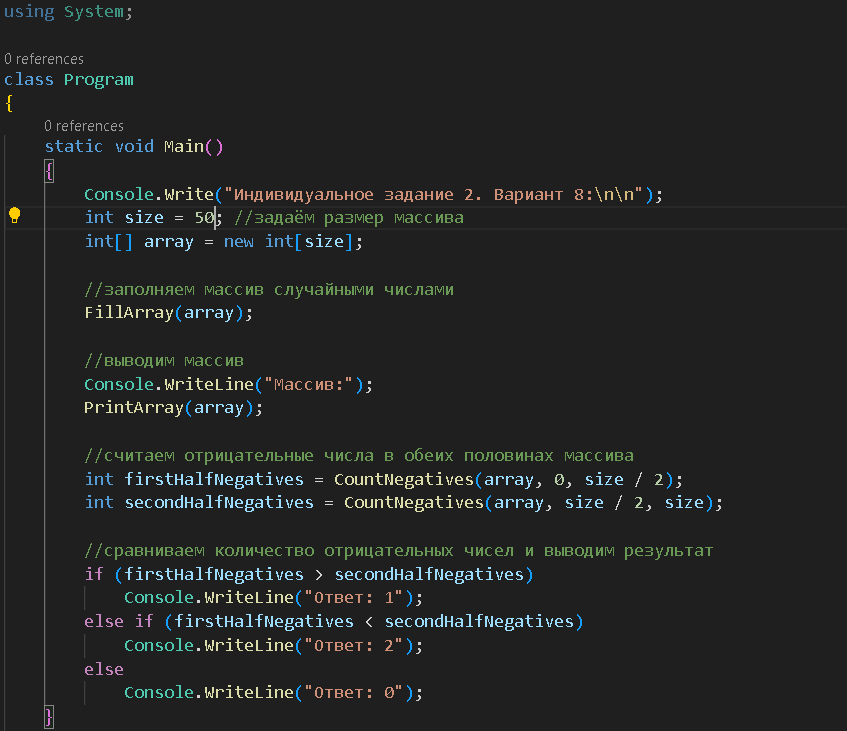 using System;
0 references
class Program
{
0 references
static void Main()
{
Console.Write("Индивидуальное задание 2. Вариант 8:\n\n");
int size = 50; //задаём размер массива
int[] array = new int[size];
//заполняем массив случайными числами
FillArray(array);
//выводим массив
Console.WriteLine("Массив:");
PrintArray(array);
//считаем отрицательные числа в обеих половинах массива
int firstHalfNegatives = CountNegatives(array, 0, size / 2);
int secondHalfNegatives = CountNegatives(array, size / 2, size);
//сравниваем количество отрицательных чисел и выводим результат
if (firstHalfNegatives > secondHalfNegatives)
Console.WriteLine("Ответ: 1");
else if (firstHalfNegatives < secondHalfNegatives)
Console.WriteLine("Ответ: 2");
else
Console.WriteLine("Ответ: 0");
}